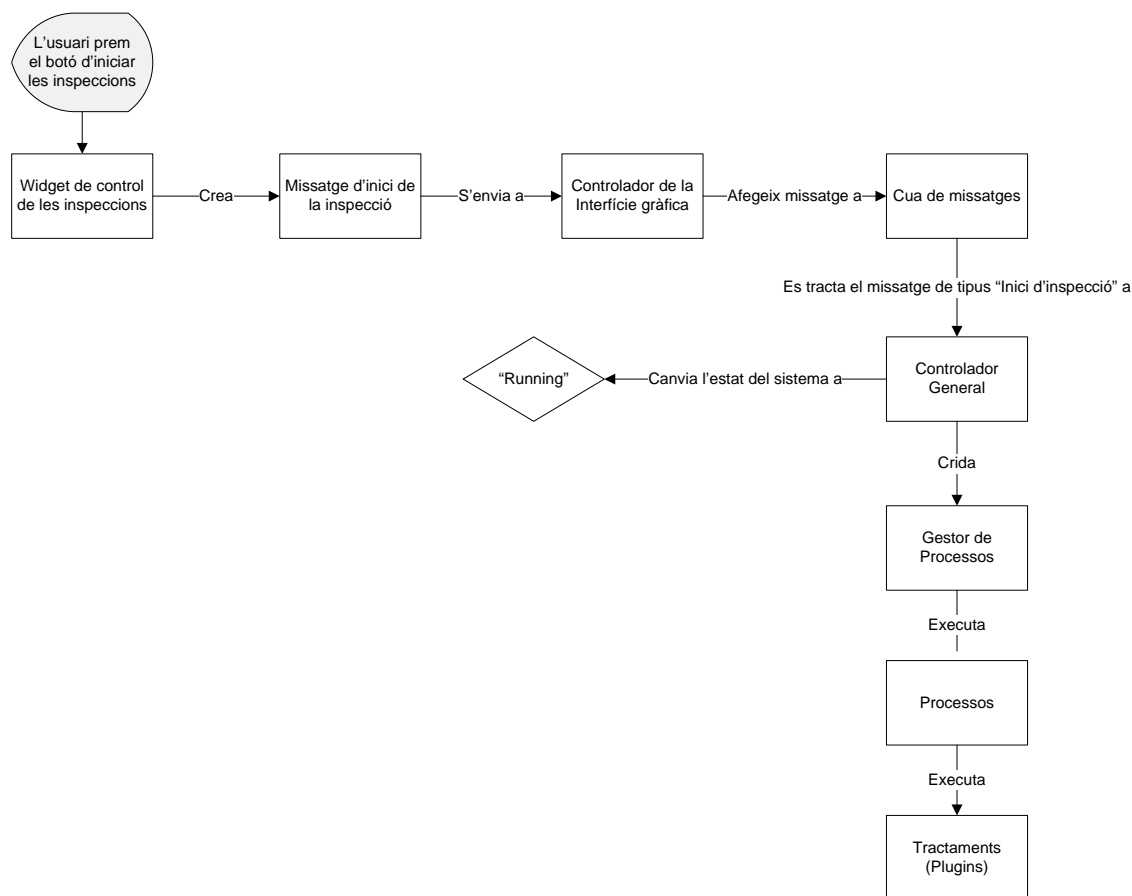 L'usuari prem
el botó d'iniciar
les inspeccions
Widget de control
de les inspeccions
Crea
Missatge d'inici de
la inspecció
S'envia a
Controlador de la
Interfície gràfica
Afegeix missatge a
Cua de missatges
Es tracta el missatge de tipus “Inici d'inspecció” a
Controlador
General
Canvia l'estat del sistema a
“Running”
Crida
Gestor de
Processos
Executa
Processos
Executa
Tractaments
(Plugins)